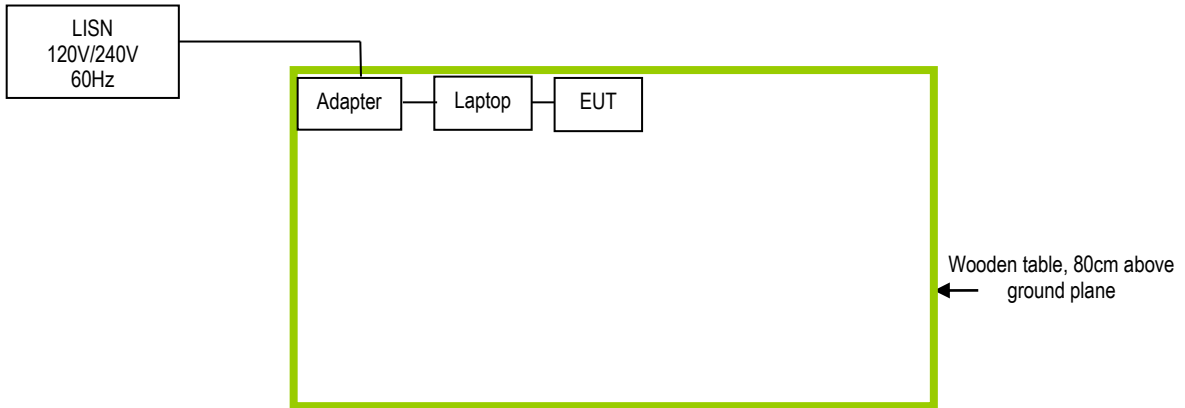 LISN
120V/240V
60Hz
Adapter
Laptop
EUT
Wooden table, 80cm above
ground plane